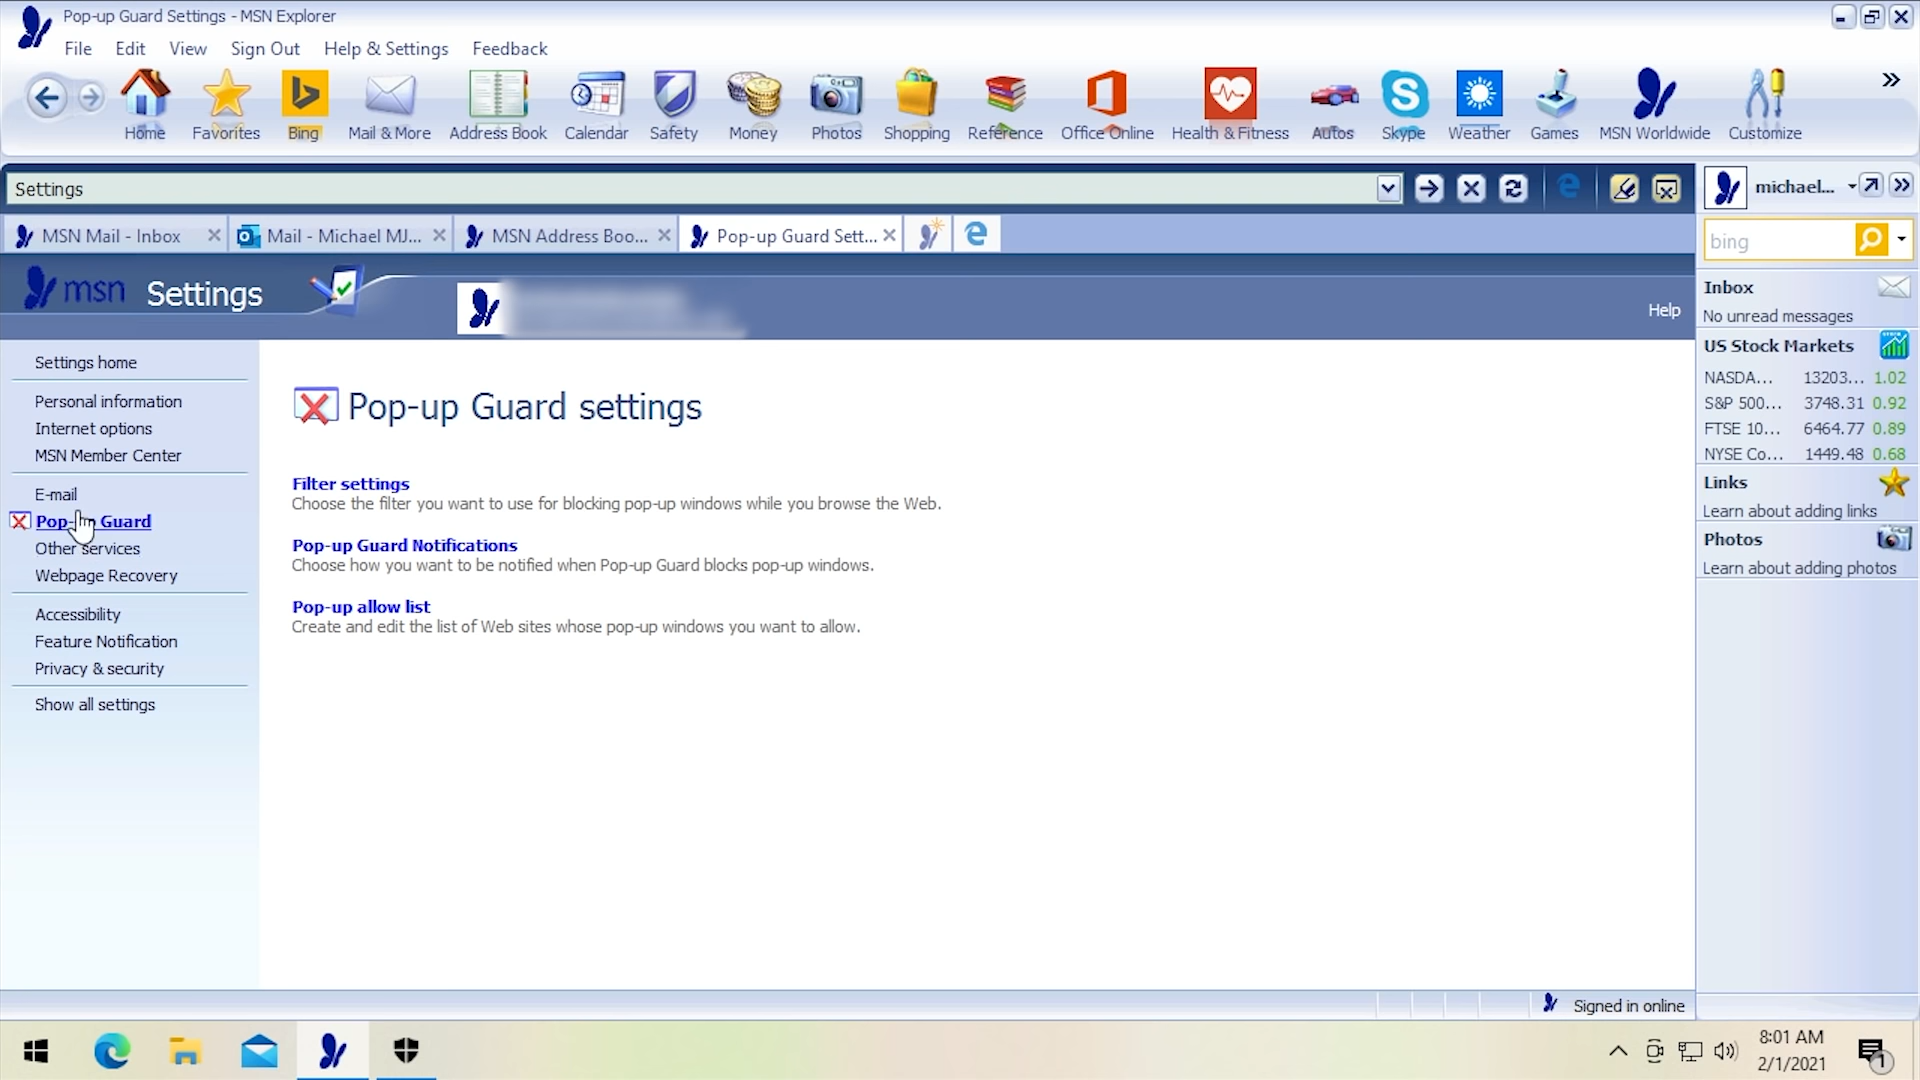 Pop-up Guard Settings - MSN Explorer
File Edit View Sign Out Help & Settings Feedback
Home Favorites Bing Mail & More Address Book Calendar Safety Money Photos Shopping Reference Office Online Health & Fitness Autos Skype Weather Games MSN Worldwide Customize
Settings
michael...
MSN Mail - Inbox
Mail - Michael MJ...
MSN Address Boo...
Pop-up Guard Sett...
bing
msn Settings
Help
Settings home
Personal information
Internet options
MSN Member Center
E-mail
Pop-up Guard
Other services
Webpage Recovery
Accessibility
Feature Notification
Privacy & security
Show all settings
Pop-up Guard settings
Filter settings
Choose the filter you want to use for blocking pop-up windows while you browse the Web.
Pop-up Guard Notifications
Choose how you want to be notified when Pop-up Guard blocks pop-up windows.
Pop-up allow list
Create and edit the list of Web sites whose pop-up windows you want to allow.
Inbox
No unread messages
US Stock Markets
NASDA... 13203... 1.02
S&P 500... 3748.31 0.92
FTSE 10... 6464.77 0.89
NYSE Co... 1449.48 0.68
Links
Learn about adding links
Photos
Learn about adding photos
Signed in online
8:01 AM
2/1/2021
1